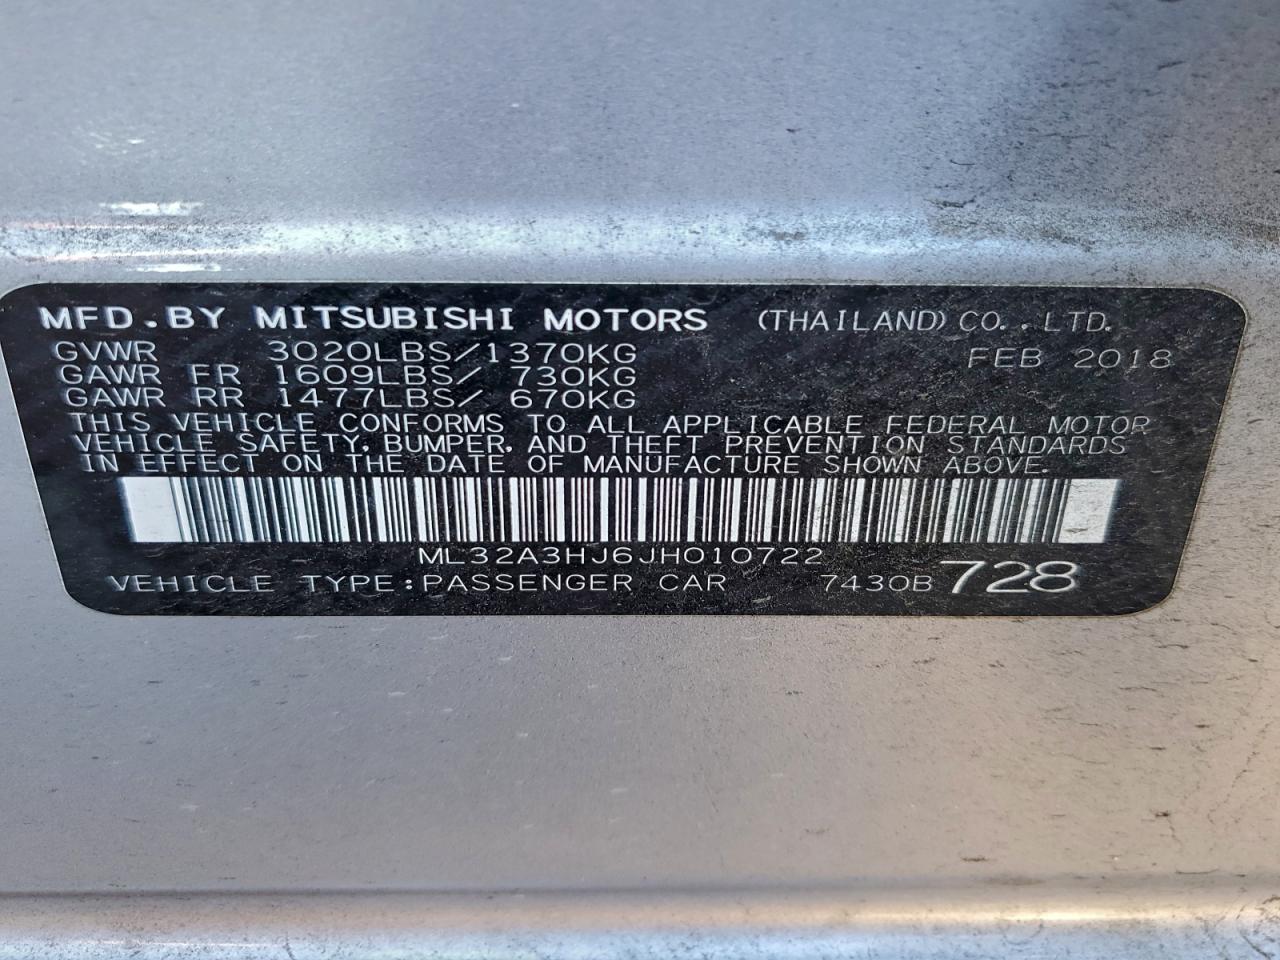 MFD.BY MITSUBISHI MOTORS (THAILAND) CO.,LTD.
GVWR 3020LBS/1370KG FEB 2018
GAWR FR 1609LBS/ 730KG
GAWR RR 1477LBS/ 670KG
THIS VEHICLE CONFORMS TO ALL APPLICABLE FEDERAL MOTOR
VEHICLE SAFETY, BUMPER, AND THEFT PREVENTION STANDARDS
IN EFFECT ON THE DATE OF MANUFACTURE SHOWN ABOVE.
ML32A3HJ6JH010722
VEHICLE TYPE:PASSENGER CAR 7430B 728